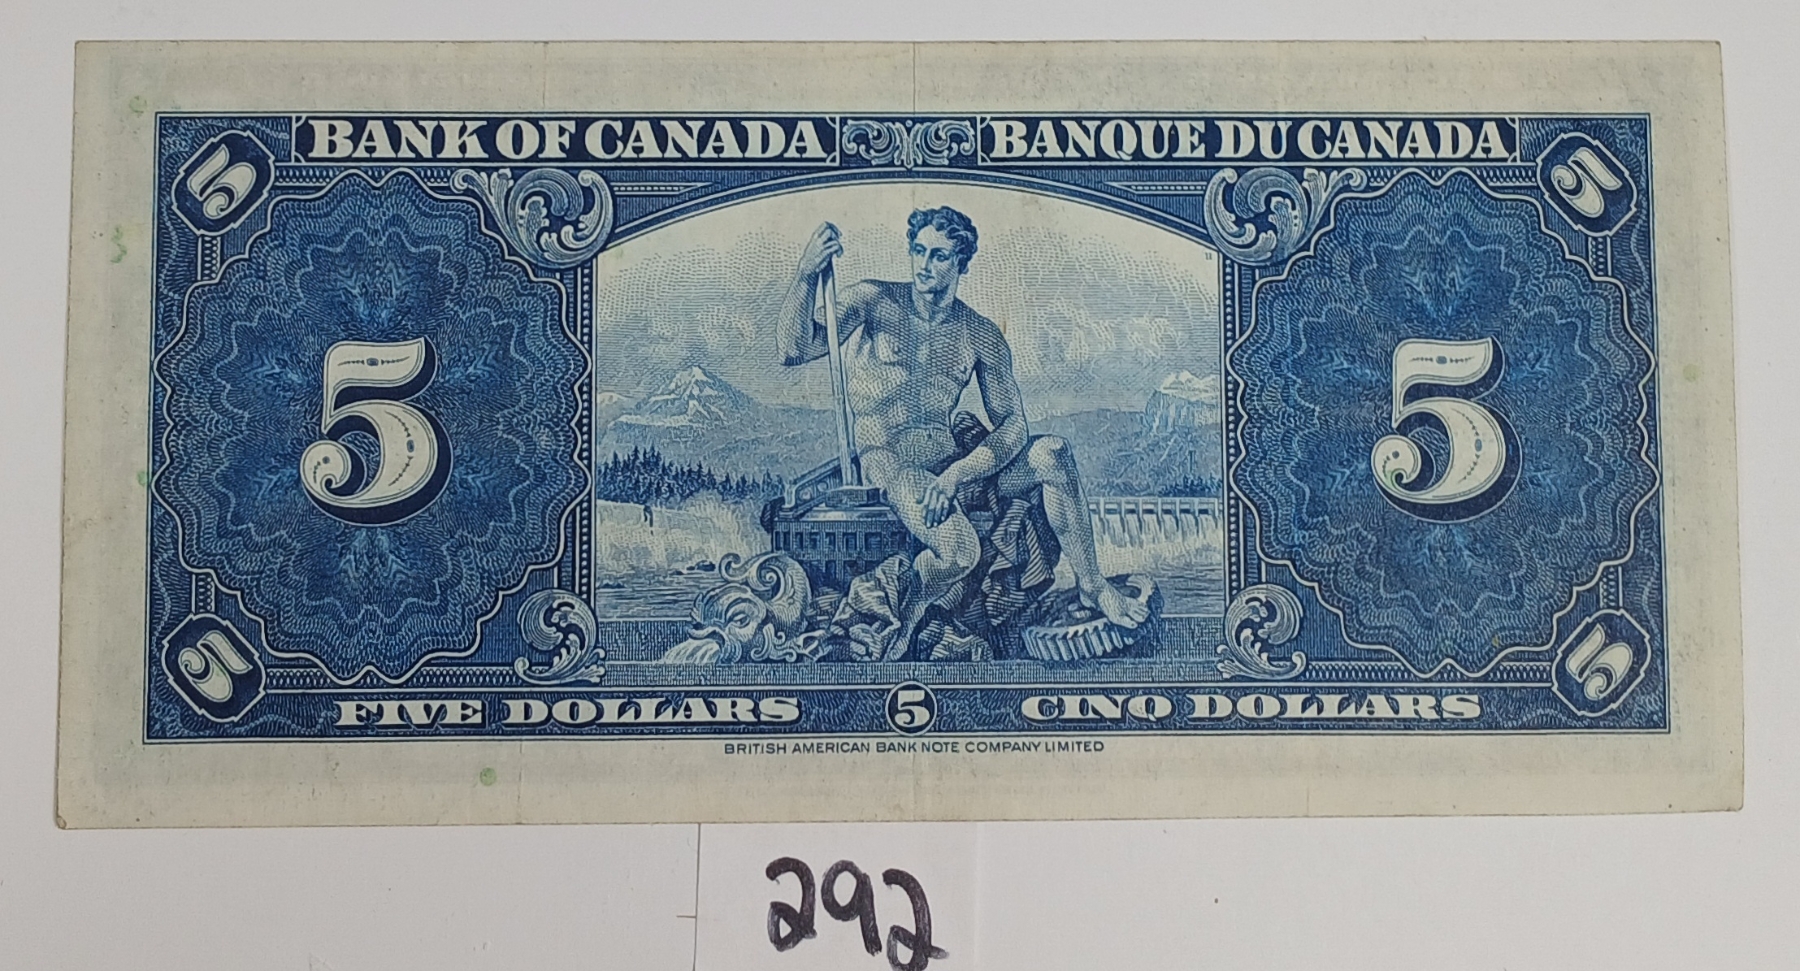 BANK OF CANADA BANQUE DU CANADA
5 5
5 5
11
5 5
FIVE DOLLARS 5 CINQ DOLLARS
BRITISH AMERICAN BANK NOTE COMPANY LIMITED
292